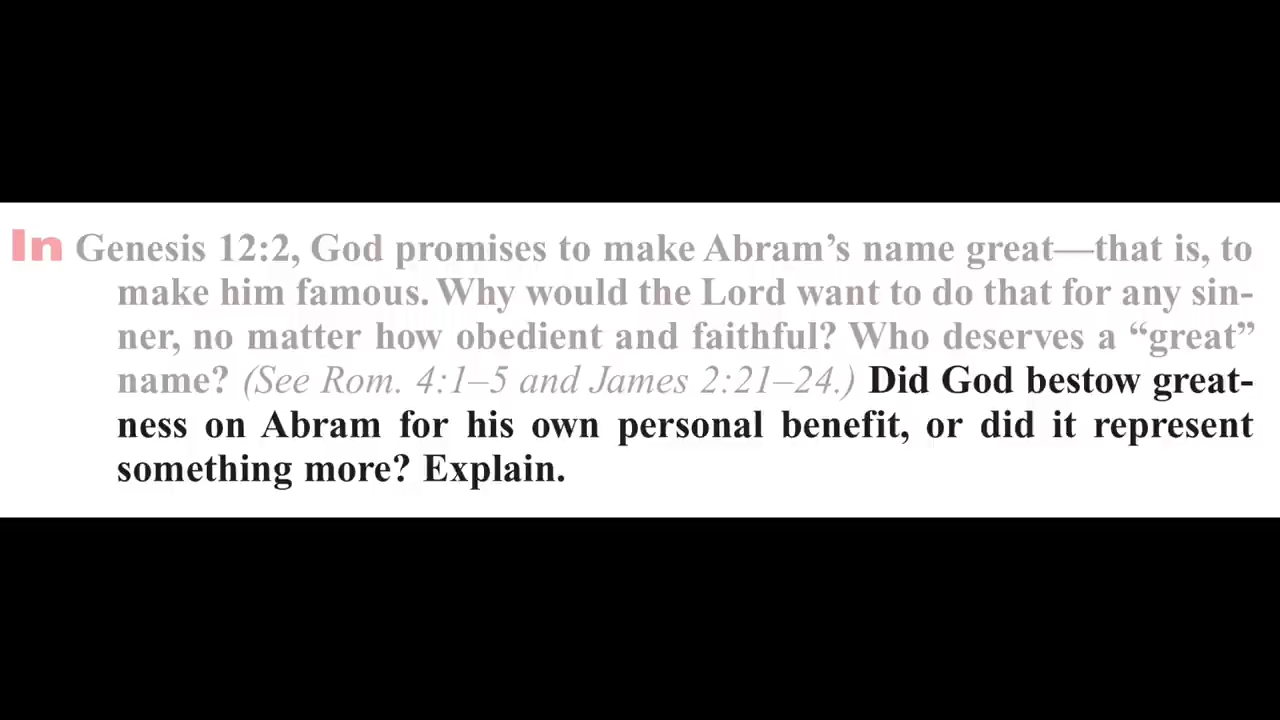 In Genesis 12:2, God promises to make Abram’s name great—that is, to
make him famous. Why would the Lord want to do that for any sin-
ner, no matter how obedient and faithful? Who deserves a “great”
name? (See Rom. 4:1–5 and James 2:21–24.) Did God bestow great-
ness on Abram for his own personal benefit, or did it represent
something more? Explain.